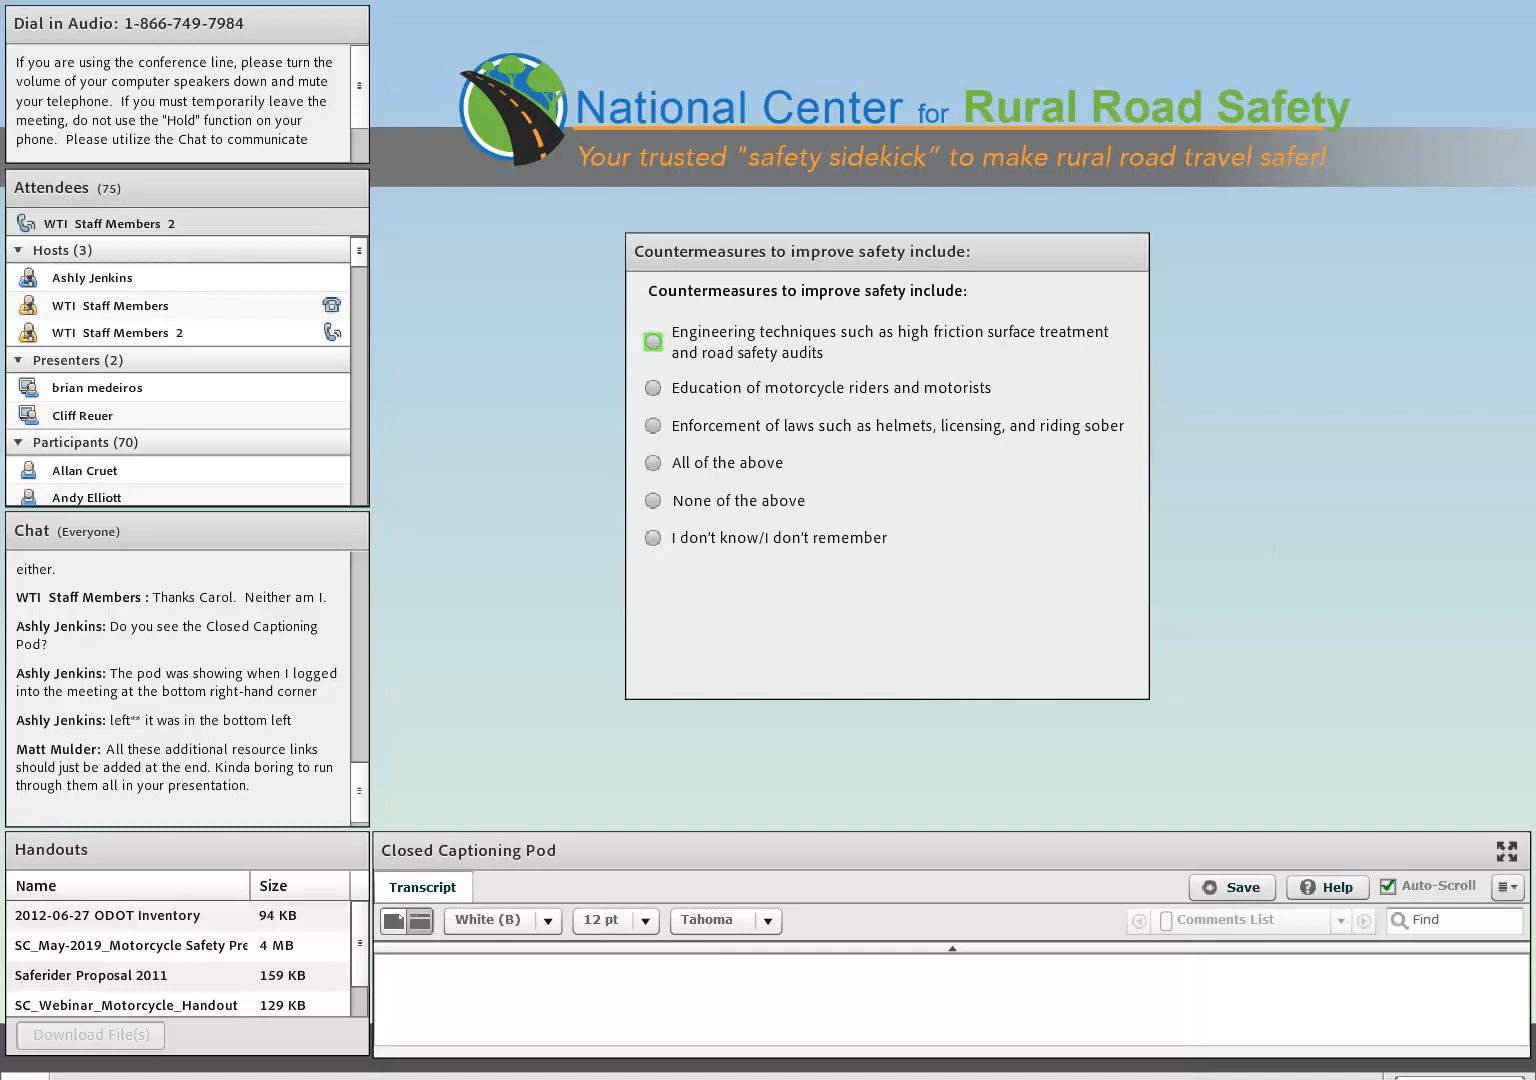 Dial in Audio: 1-866-749-7984
If you are using the conference line, please turn the
volume of your computer speakers down and mute
your telephone.  If you must temporarily leave the
meeting, do not use the "Hold" function on your
phone.  Please utilize the Chat to communicate
National Center for Rural Road Safety
Your trusted "safety sidekick” to make rural road travel safer!
Attendees (75)
WTI Staff Members 2
Hosts (3)
Ashly Jenkins
WTI Staff Members
WTI Staff Members 2
Presenters (2)
brian medeiros
Cliff Reuer
Participants (70)
Allan Cruet
Andy Elliott
Countermeasures to improve safety include:
Countermeasures to improve safety include:
Engineering techniques such as high friction surface treatment
and road safety audits
Education of motorcycle riders and motorists
Enforcement of laws such as helmets, licensing, and riding sober
All of the above
None of the above
I don't know/I don't remember
Chat (Everyone)
either.
WTI Staff Members : Thanks Carol.  Neither am I.
Ashly Jenkins: Do you see the Closed Captioning
Pod?
Ashly Jenkins: The pod was showing when I logged
into the meeting at the bottom right-hand corner
Ashly Jenkins: left** it was in the bottom left
Matt Mulder: All these additional resource links
should just be added at the end. Kinda boring to run
through them all in your presentation.
Handouts
Name Size
2012-06-27 ODOT Inventory 94 KB
SC_May-2019_Motorcycle Safety Pre 4 MB
Saferider Proposal 2011 159 KB
SC_Webinar_Motorcycle_Handout 129 KB
Download File(s)
Closed Captioning Pod
Transcript Save Help Auto-Scroll
White (B) 12 pt Tahoma Comments List Find